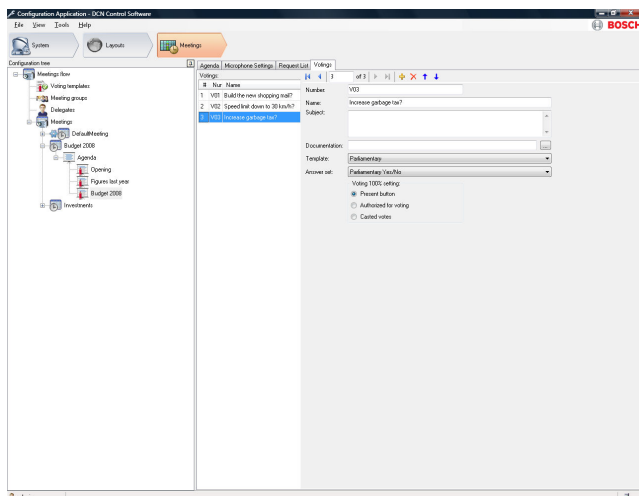 Configuration Application - DCN Control Software
File View Tools Help
BOSCH
System
Layouts
Meetings
Configuration tree
Meetings flow
Voting templates
Meeting groups
Delegates
Meetings
DefaultMeeting
Budget 2008
Agenda
Opening
Figures last year
Budget 2008
Investments
Agenda Microphone Settings Request List Votings
Votings
# Nur Name
1 V01 Build the new shopping mall?
2 V02 Speed limit down to 30 km/h?
3 V03 Increase garbage tax?
3 of 3
Number: V03
Name: Increase garbage tax?
Subject:
Documentation: ...
Template: Parliamentary
Answer set: Parliamentary Yes/No
Voting 100% setting:
Present button
Authorized for voting
Casted votes